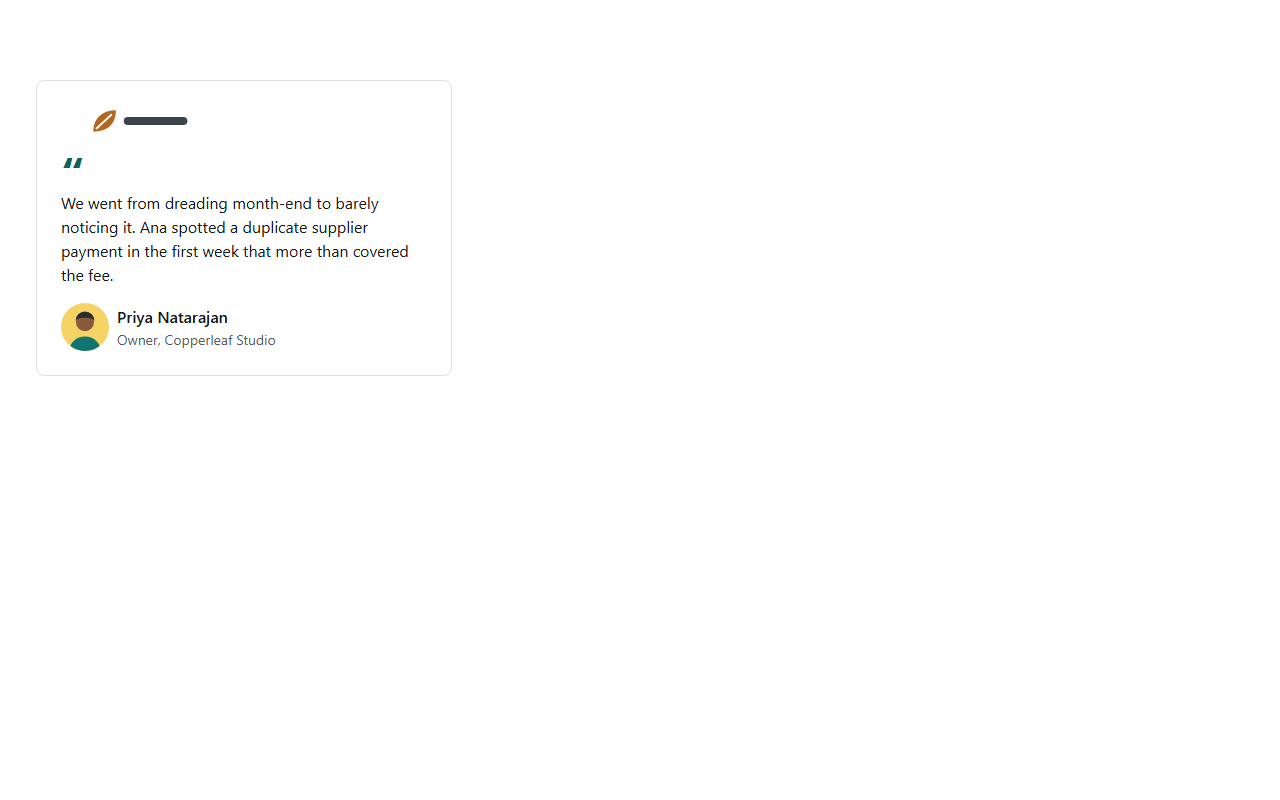 “
We went from dreading month-end to barely
noticing it. Ana spotted a duplicate supplier
payment in the first week that more than covered
the fee.
Priya Natarajan
Owner, Copperleaf Studio